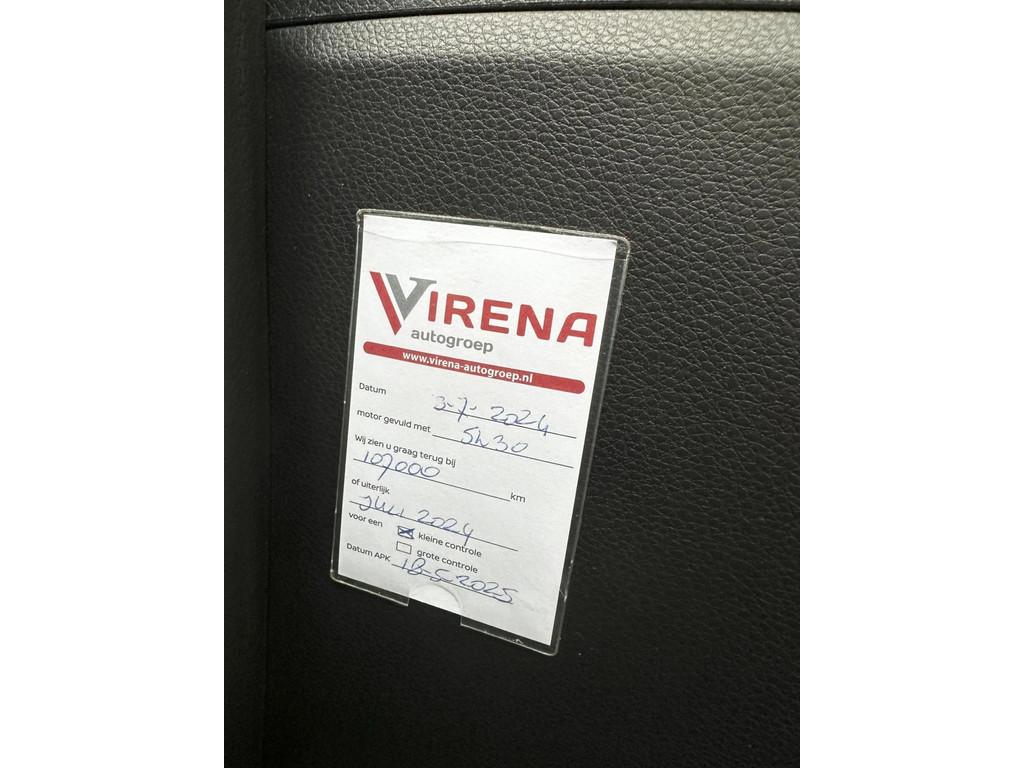 VIRENA
autogroep
www.virena-autogroep.nl
Datum 3-7-2024
motor gevuld met 5W30
Wij zien u graag terug bij
107000 km
of uiterlijk
Juli 2024
voor een kleine controle
grote controle
Datum APK 18-5-2025